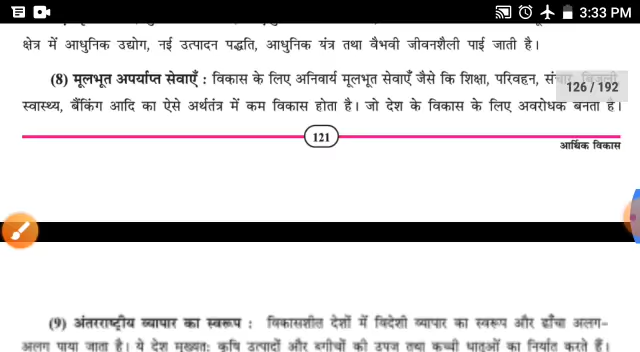 3:33 PM
क्षेत्र में आधुनिक उद्योग, नई उत्पादन पद्धति, आधुनिक यंत्र तथा वैभवी जीवनशैली पाई जाती है।
(8) मूलभूत अपर्याप्त सेवाएँ : विकास के लिए अनिवार्य मूलभूत सेवाएँ जैसे कि शिक्षा, परिवहन, संचार, बिजली
126 / 192
स्वास्थ्य, बैंकिंग आदि का ऐसे अर्थतंत्र में कम विकास होता है। जो देश के विकास के लिए अवरोधक बनता है।
121
आर्थिक विकास
(9) अंतरराष्ट्रीय व्यापार का स्वरूप : विकासशील देशों में विदेशी व्यापार का स्वरूप और ढाँचा अलग-
अलग पाया जाता है। ये देश मुख्यतः कृषि उत्पादों और बगीचों की उपज तथा कच्ची धातुओं का निर्यात करते हैं।